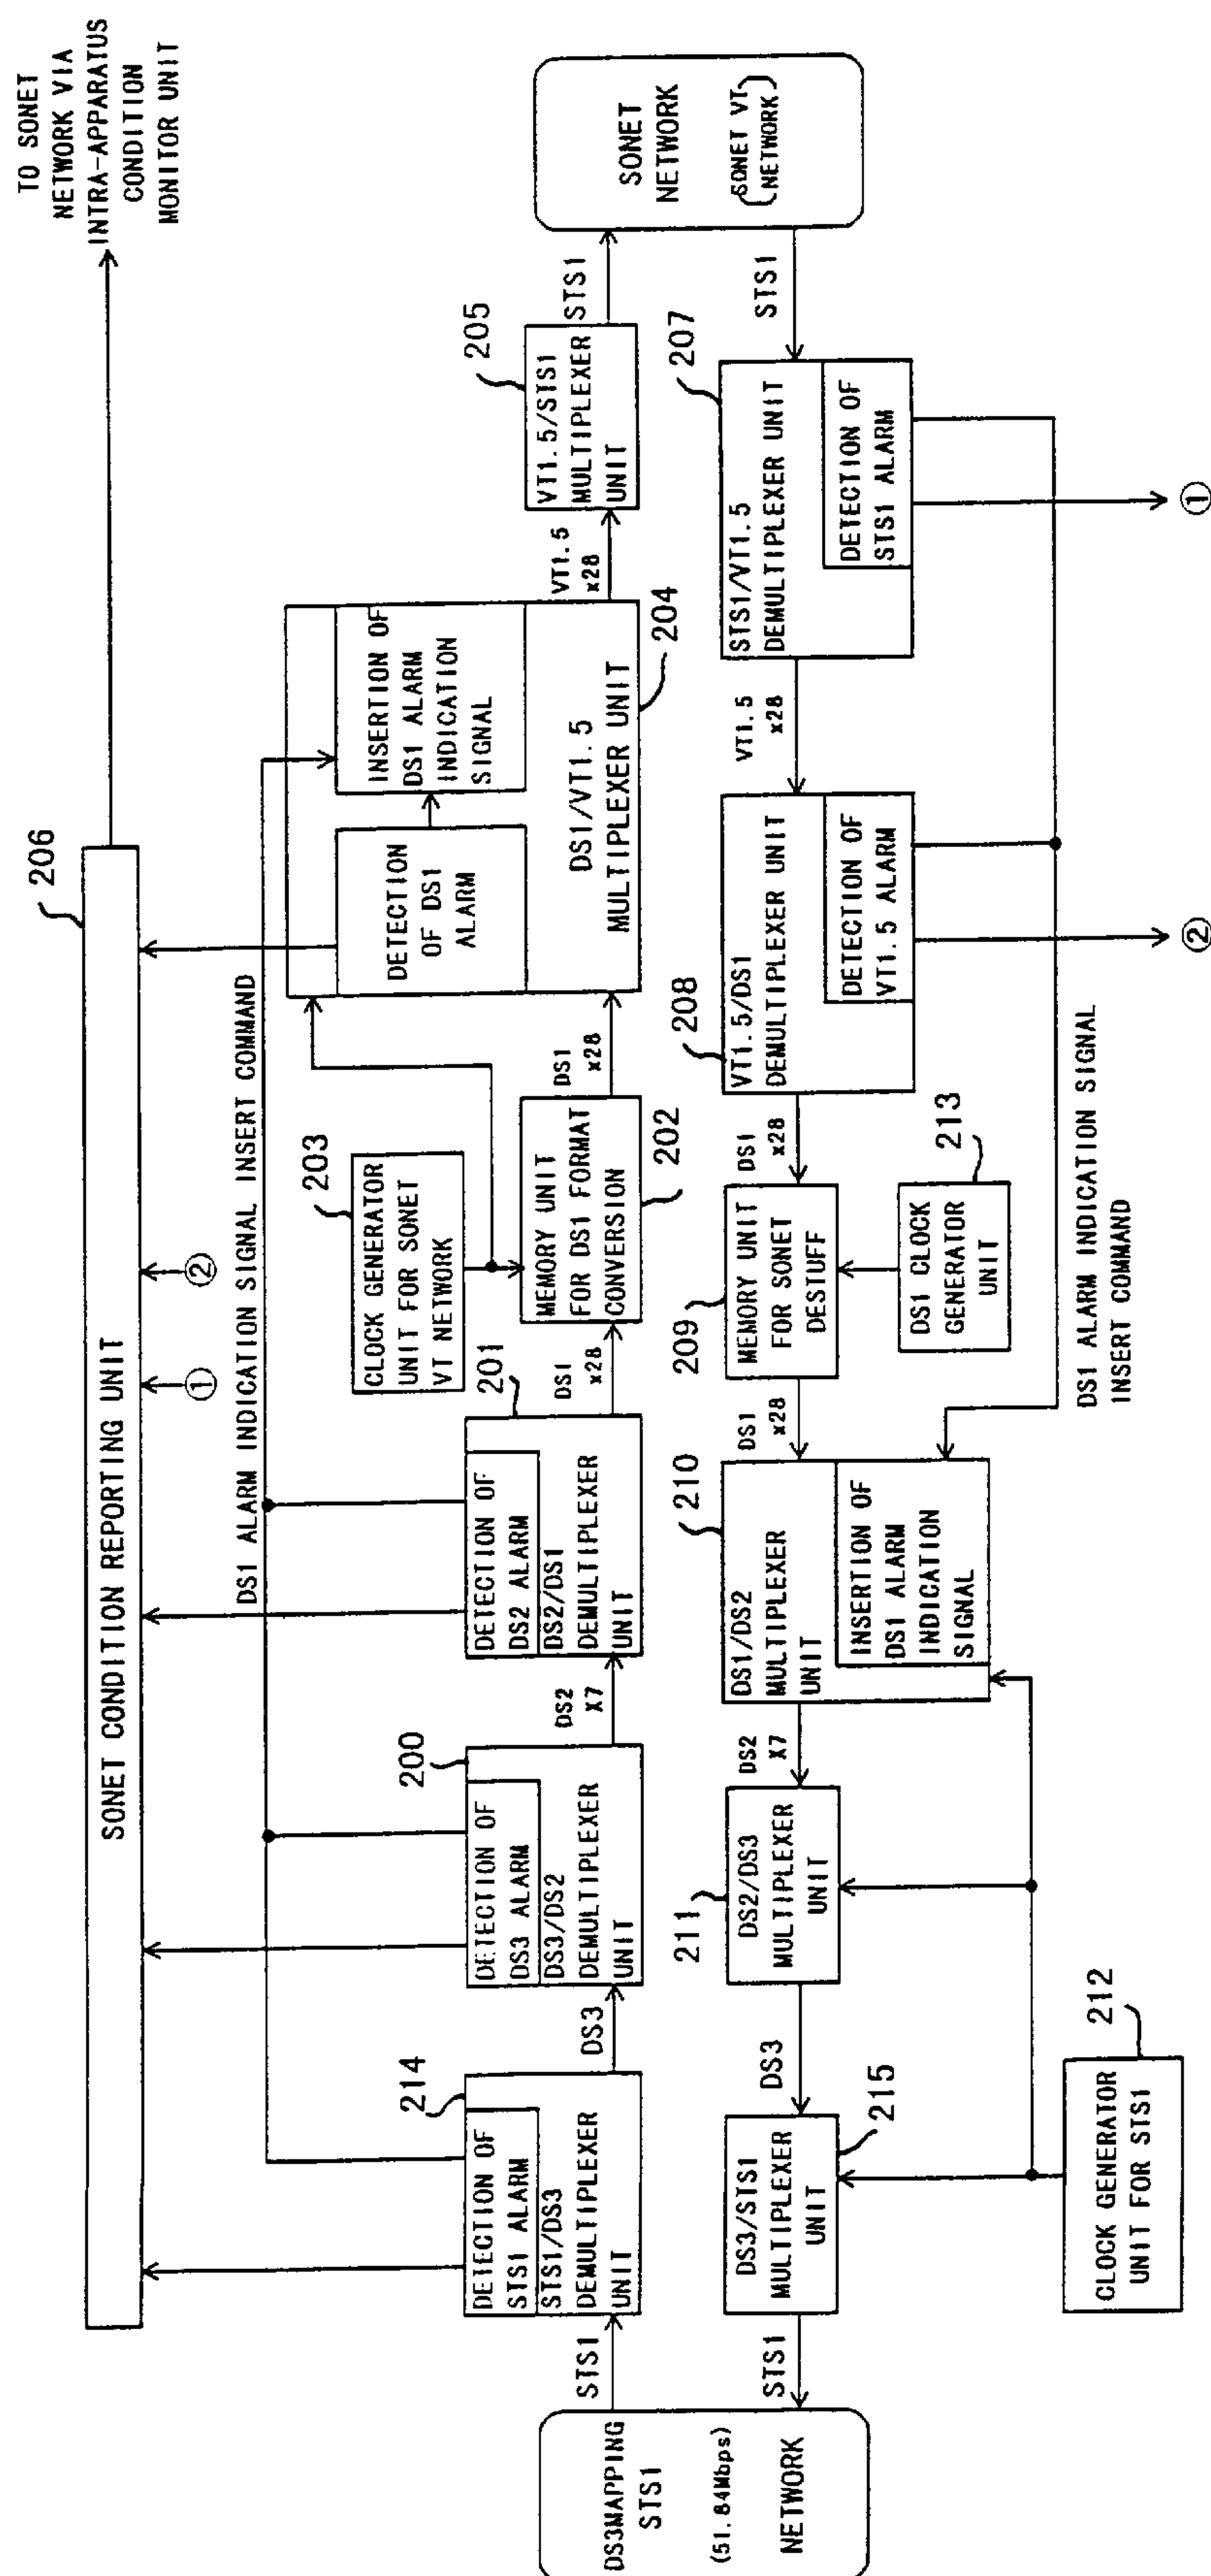 TO SONET
NETWORK VIA
INTRA-APPARATUS
CONDITION
MONITOR UNIT
206
SONET CONDITION REPORTING UNIT
①
②
DS1 ALARM INDICATION SIGNAL INSERT COMMAND
DS3MAPPING
STS1
(51.84Mbps)
NETWORK
STS1
214
DETECTION OF
STS1 ALARM
STS1/DS3
DEMULTIPLEXER
UNIT
DS3
200
DETECTION OF
DS3 ALARM
DS3/DS2
DEMULTIPLEXER
UNIT
DS2
X7
201
DETECTION OF
DS2 ALARM
DS2/DS1
DEMULTIPLEXER
UNIT
DS1
x28
203
CLOCK GENERATOR
UNIT FOR SONET
VT NETWORK
MEMORY UNIT
FOR DS1 FORMAT
CONVERSION
202
DS1
x28
DETECTION
OF DS1
ALARM
INSERTION OF
DS1 ALARM
INDICATION
SIGNAL
DS1/VT1.5
MULTIPLEXER UNIT
204
VT1.5
x28
205
VT1.5/STS1
MULTIPLEXER
UNIT
STS1
SONET
NETWORK
SONET VT
NETWORK
STS1
207
STS1/VT1.5
DEMULTIPLEXER UNIT
DETECTION OF
STS1 ALARM
①
VT1.5
x28
208
VT1.5/DS1
DEMULTIPLEXER UNIT
DETECTION OF
VT1.5 ALARM
②
DS1
x28
209
MEMORY UNIT
FOR SONET
DESTUFF
213
DS1 CLOCK
GENERATOR
UNIT
DS1 ALARM INDICATION SIGNAL
INSERT COMMAND
DS1
x28
210
DS1/DS2
MULTIPLEXER
UNIT
INSERTION OF
DS1 ALARM
INDICATION
SIGNAL
DS2
X7
211
DS2/DS3
MULTIPLEXER
UNIT
DS3
215
DS3/STS1
MULTIPLEXER
UNIT
STS1
212
CLOCK GENERATOR
UNIT FOR STS1